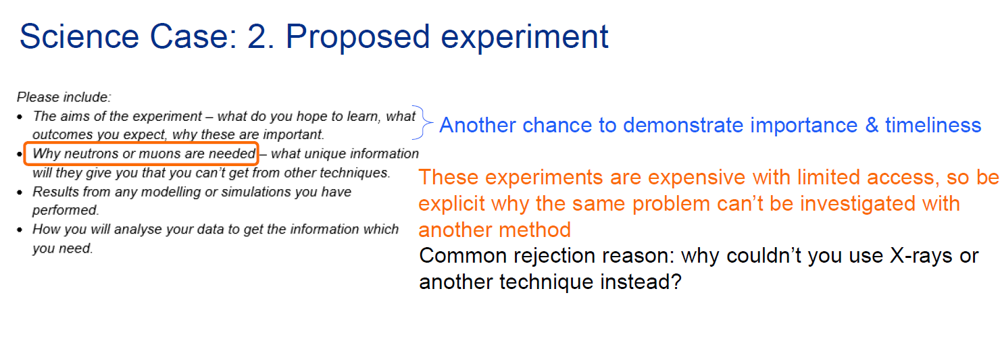 Science Case: 2. Proposed experiment
Please include:
• The aims of the experiment – what do you hope to learn, what
outcomes you expect, why these are important.
• Why neutrons or muons are needed – what unique information
will they give you that you can't get from other techniques.
• Results from any modelling or simulations you have
performed.
• How you will analyse your data to get the information which
you need.
Another chance to demonstrate importance & timeliness
These experiments are expensive with limited access, so be
explicit why the same problem can't be investigated with
another method
Common rejection reason: why couldn't you use X-rays or
another technique instead?